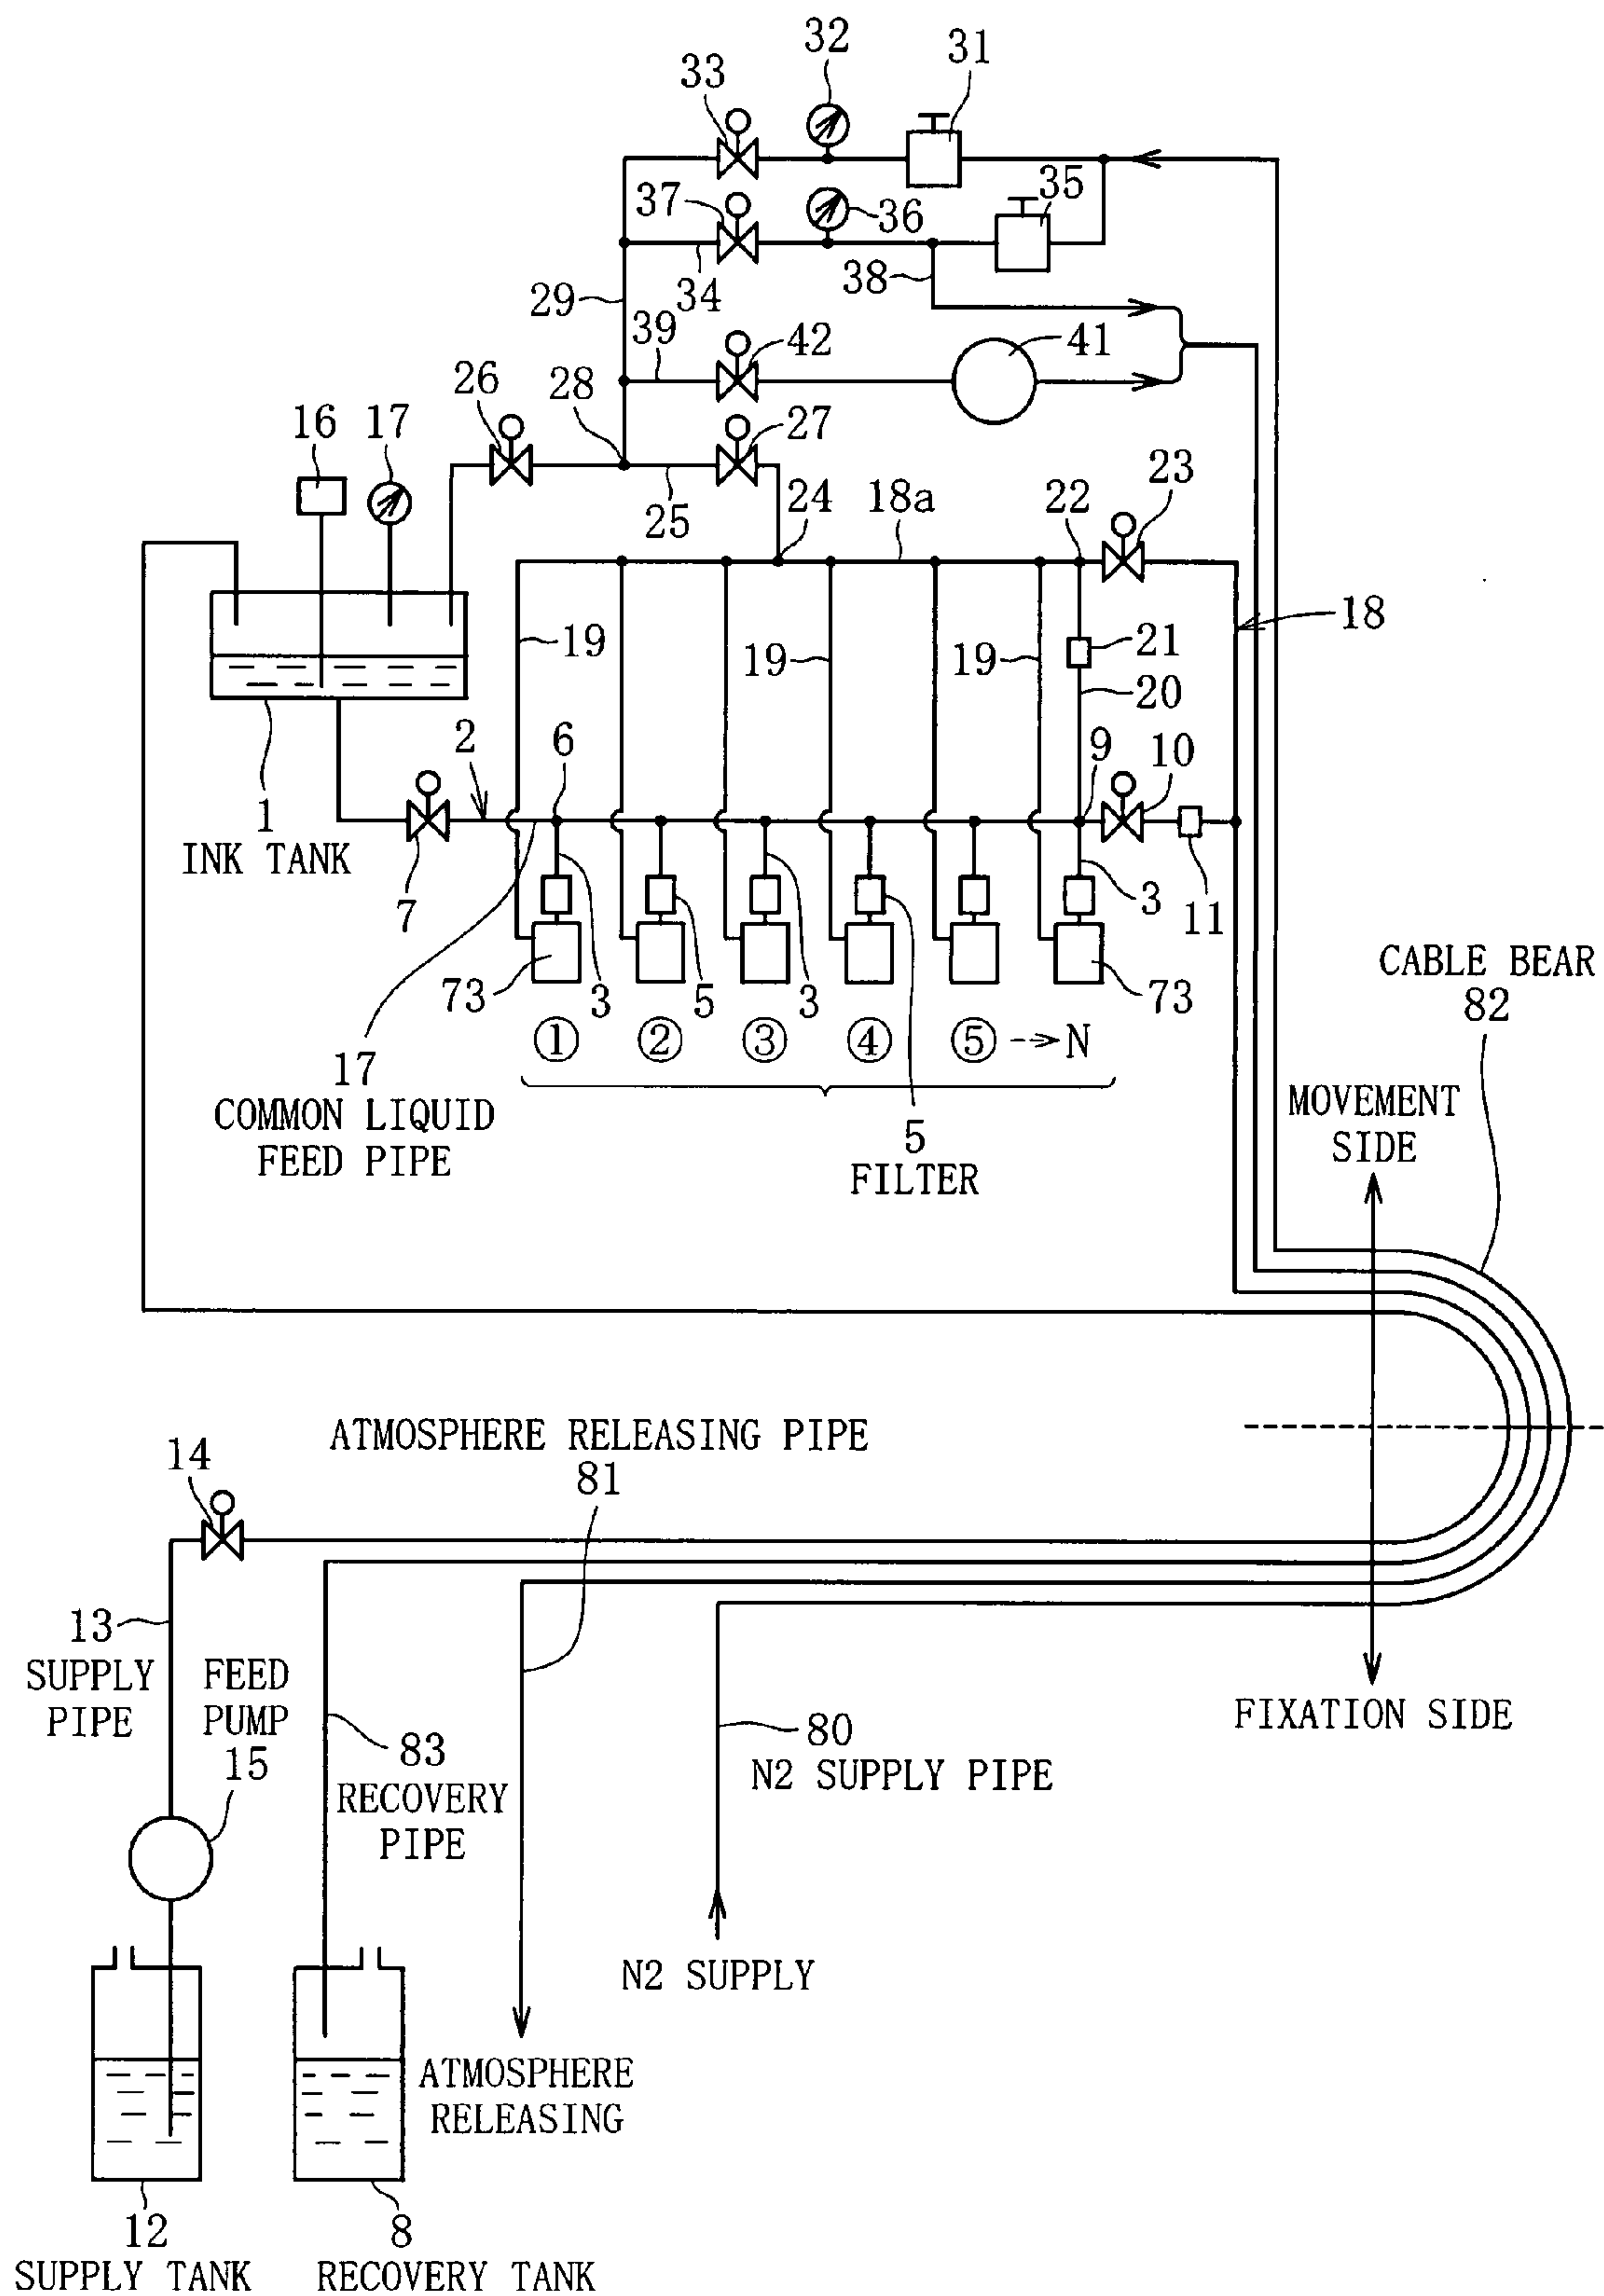 32
31
33
37
36
35
34
38
29
39
42
41
26
28
27
16
17
25
24
18a
22
23
18
19
19
19
21
20
2
6
9
10
1
INK TANK
7
3
11
73
3
5
3
73
CABLE BEAR
82
① ② ③ ④ ⑤ --> N
17
COMMON LIQUID
FEED PIPE
5
FILTER
MOVEMENT
SIDE
ATMOSPHERE RELEASING PIPE
81
14
13
SUPPLY
PIPE
FEED
PUMP
15
83
RECOVERY
PIPE
80
N2 SUPPLY PIPE
FIXATION SIDE
N2 SUPPLY
ATMOSPHERE
RELEASING
12
SUPPLY TANK
8
RECOVERY TANK